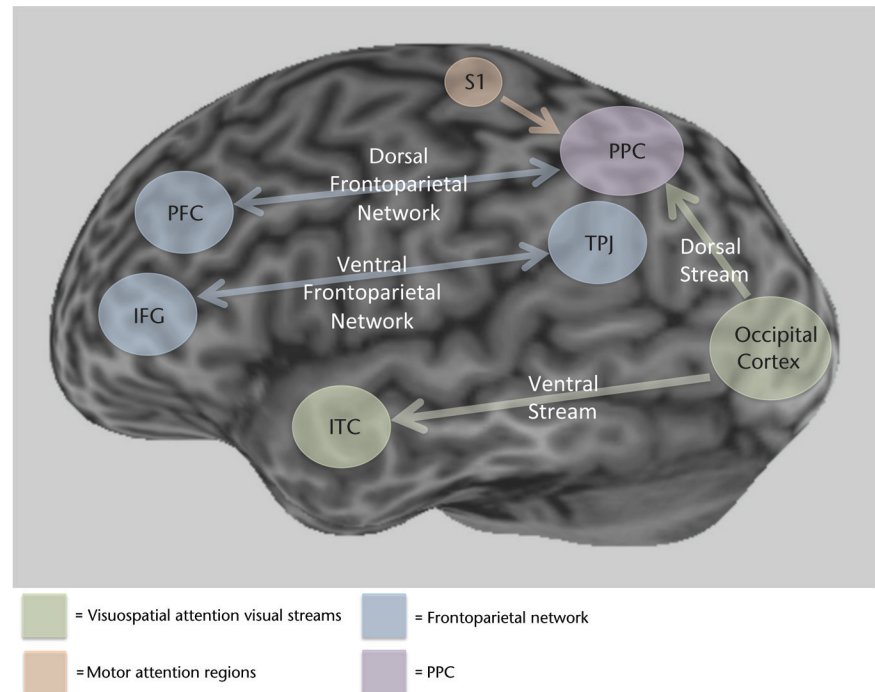 S1
PPC
Dorsal
Frontoparietal
Network
PFC
TPJ
Dorsal
Stream
Ventral
Frontoparietal
Network
IFG
Occipital
Cortex
Ventral
Stream
ITC
= Visuospatial attention visual streams
= Frontoparietal network
= Motor attention regions
= PPC